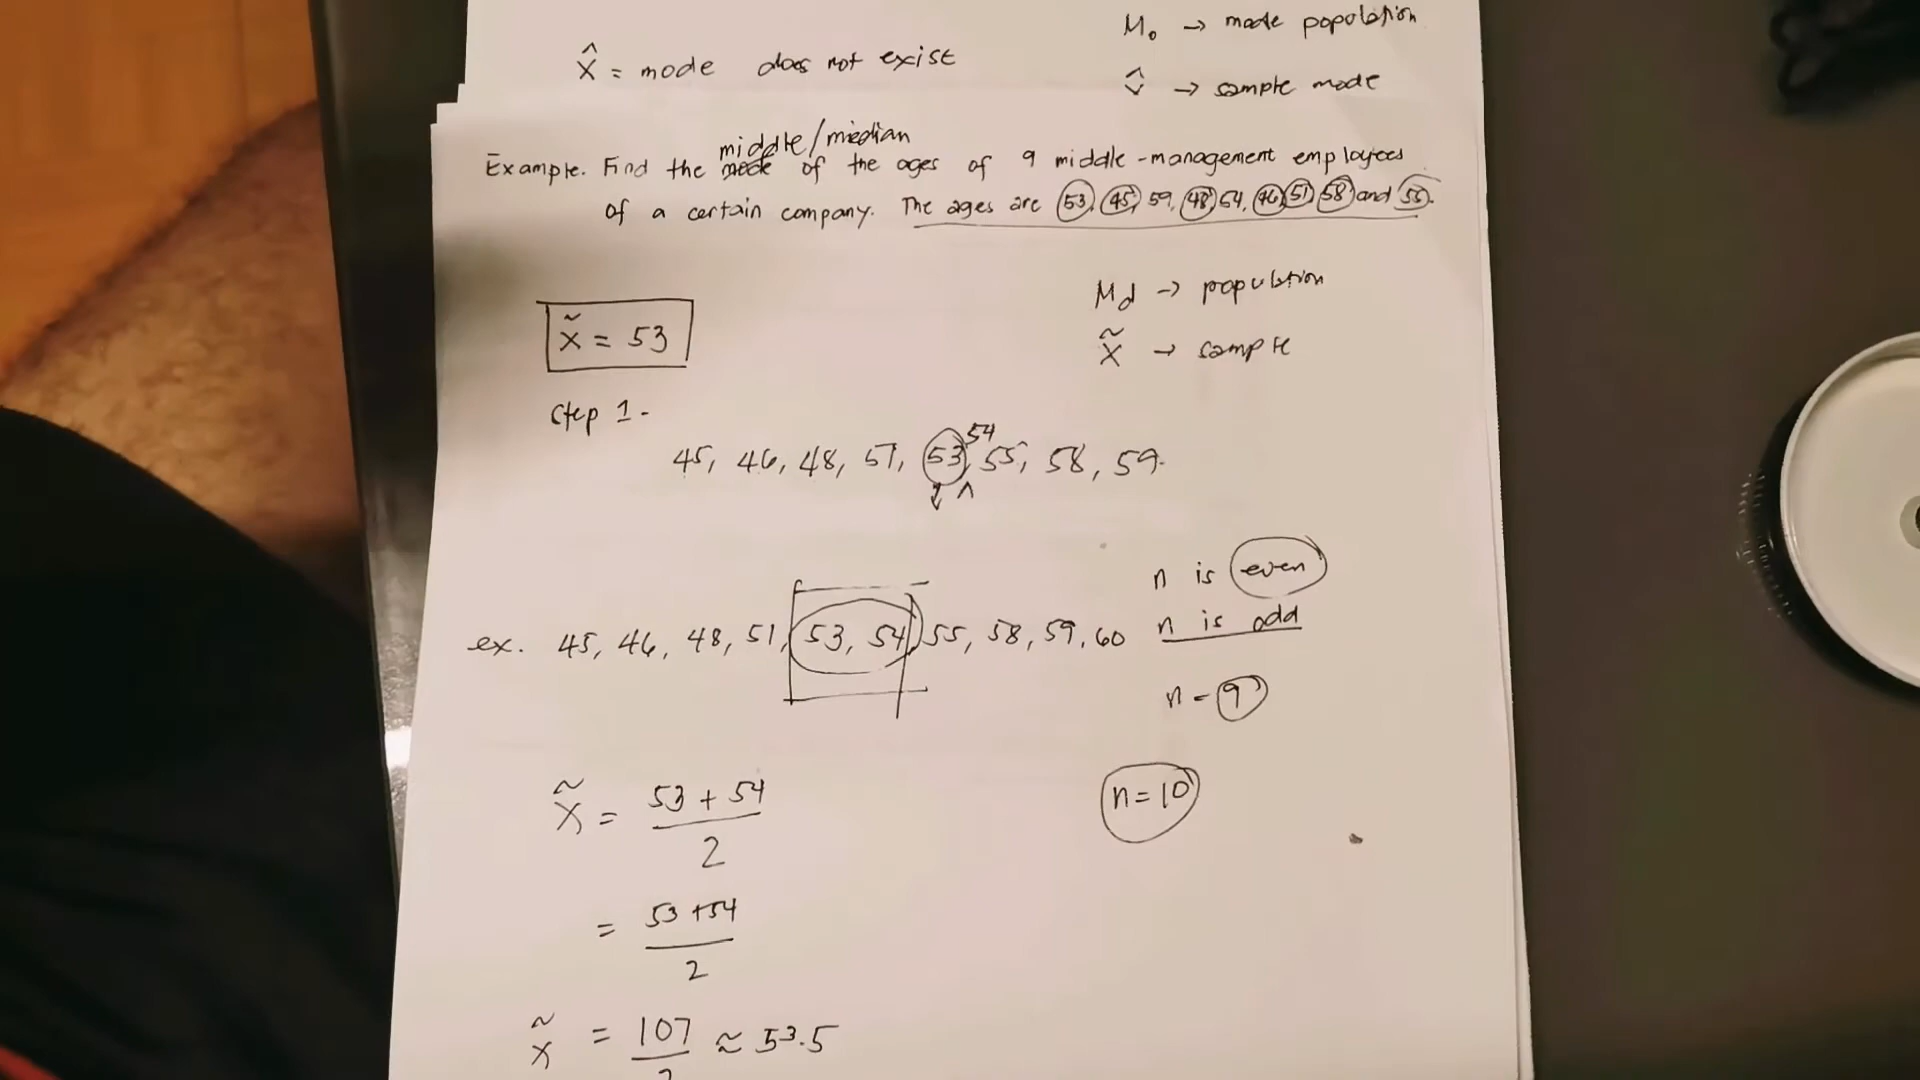 M₀ → mode population
x̂ = mode does not exist
→ sample mode
middle/median
Example. Find the mode of the ages of 9 middle-management employees
of a certain company. The ages are 53, 45, 59, 48, 54, 46, 51, 58 and 55.
Md → population
x̃ = 53
x̃ → sample
Step 1.
54
45, 46, 48, 51, 53, 55, 58, 59.
n is even
ex. 45, 46, 48, 51, 53, 54, 55, 58, 59, 60
n is odd
n = 9
n = 10
x̃ = 53 + 54
2
= 53 + 54
2
x̃ = 107 ≈ 53.5
2